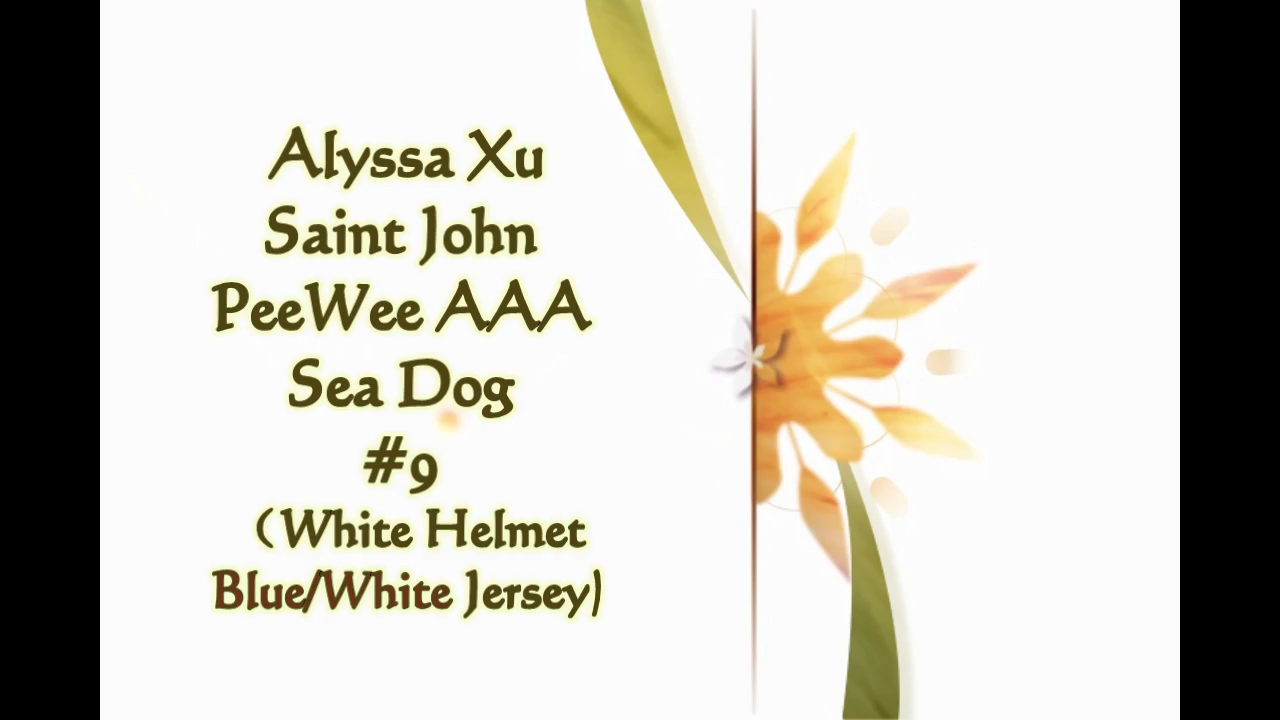 Alyssa Xu
Saint John
PeeWee AAA
Sea Dog
#9
(White Helmet
Blue/White Jersey)